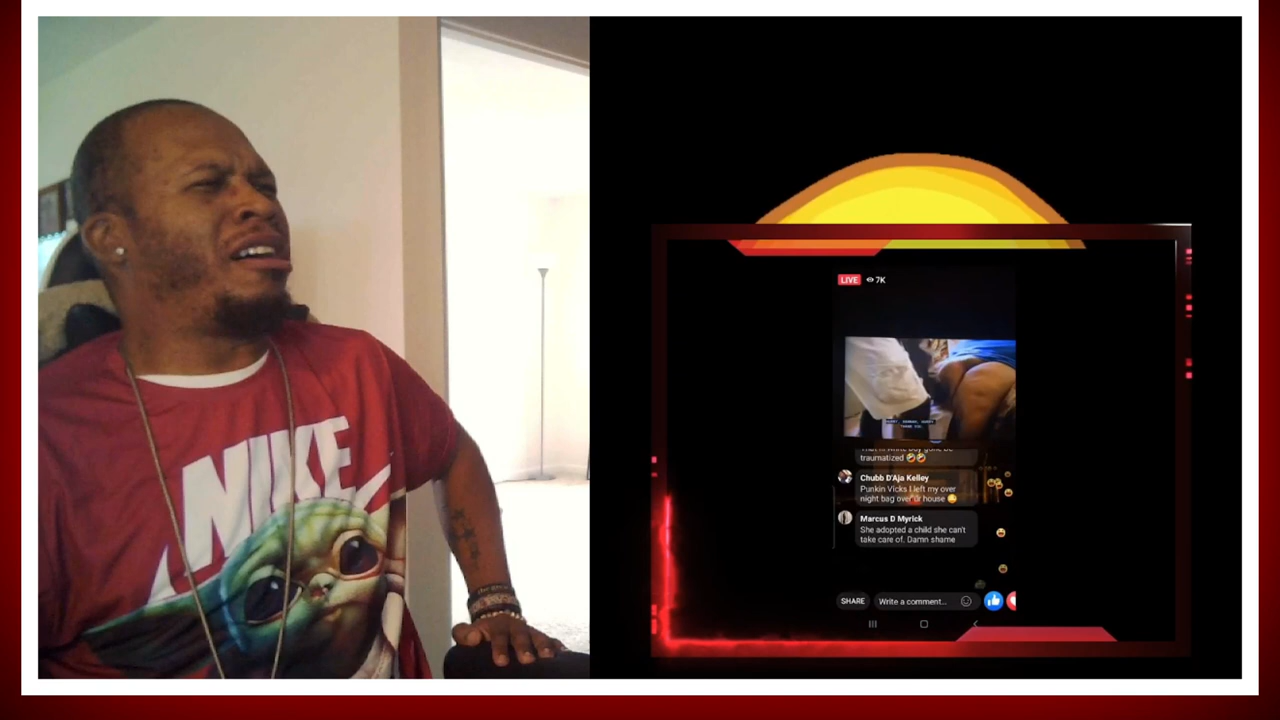 NIKE
LIVE 7K
traumatized 🤣🤣
Chubb D'Aja Kelley
Punkin Vicks I left my over
night bag over ur house 😋
Marcus D Myrick
She adopted a child she can't
take care of. Damn shame
SHARE
Write a comment...